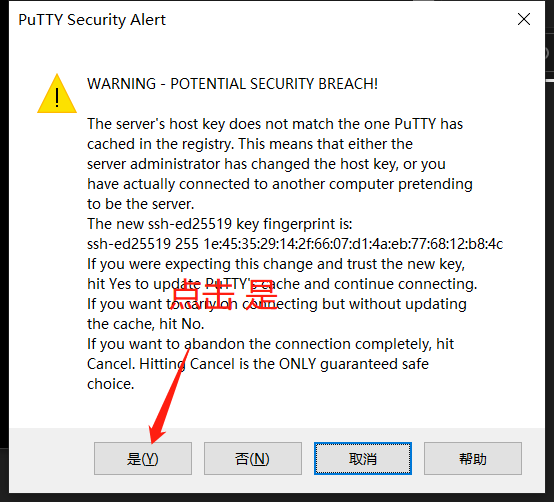 PuTTY Security Alert
WARNING - POTENTIAL SECURITY BREACH!
The server's host key does not match the one PuTTY has
cached in the registry. This means that either the
server administrator has changed the host key, or you
have actually connected to another computer pretending
to be the server.
The new ssh-ed25519 key fingerprint is:
ssh-ed25519 255 1e:45:35:29:14:2f:66:07:d1:4a:eb:77:68:12:b8:4c
If you were expecting this change and trust the new key,
hit Yes to update PuTTY's cache and continue connecting.
点击 是
If you want to carry on connecting but without updating
the cache, hit No.
If you want to abandon the connection completely, hit
Cancel. Hitting Cancel is the ONLY guaranteed safe
choice.
是(Y) 否(N) 取消 帮助